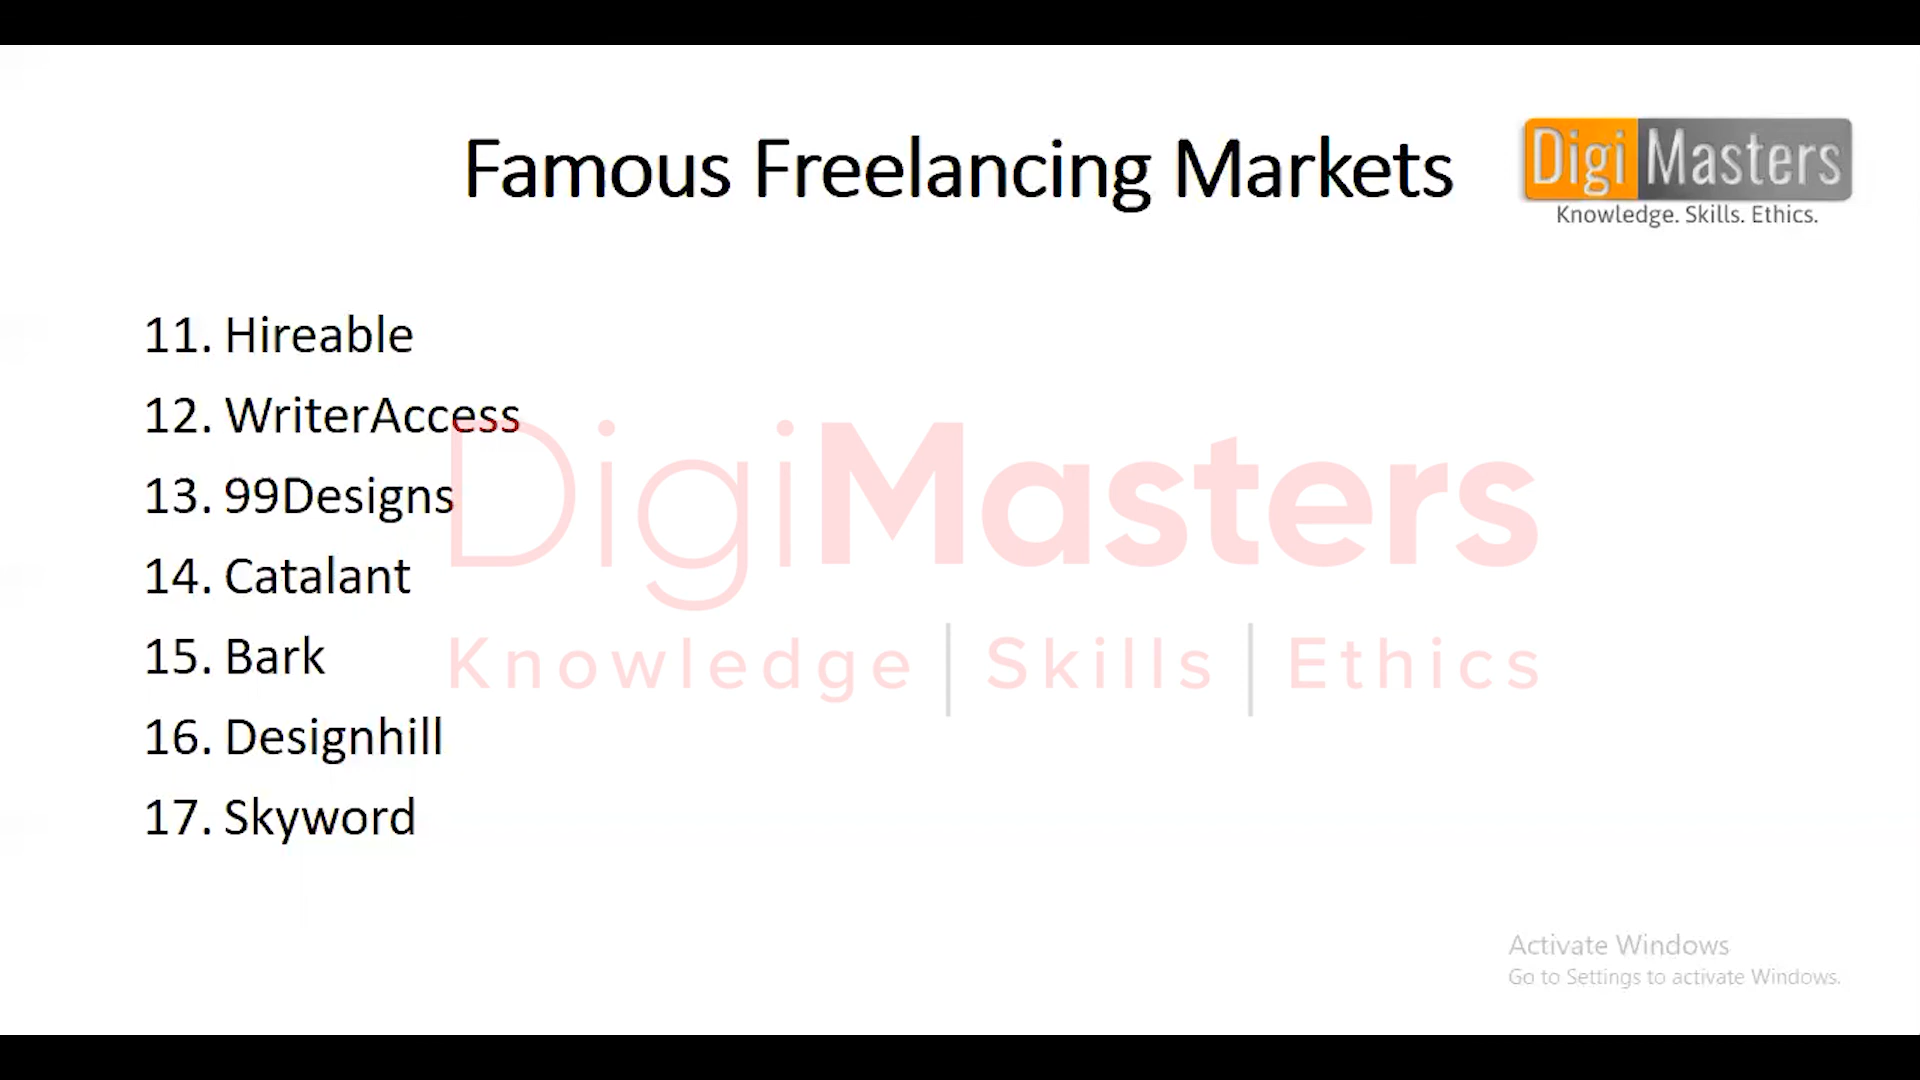 Famous Freelancing Markets
Digi Masters
Knowledge. Skills. Ethics.
11. Hireable
12. WriterAccess
13. 99Designs
14. Catalant
15. Bark
16. Designhill
17. Skyword
DigiMasters
Knowledge | Skills | Ethics
Activate Windows
Go to Settings to activate Windows.